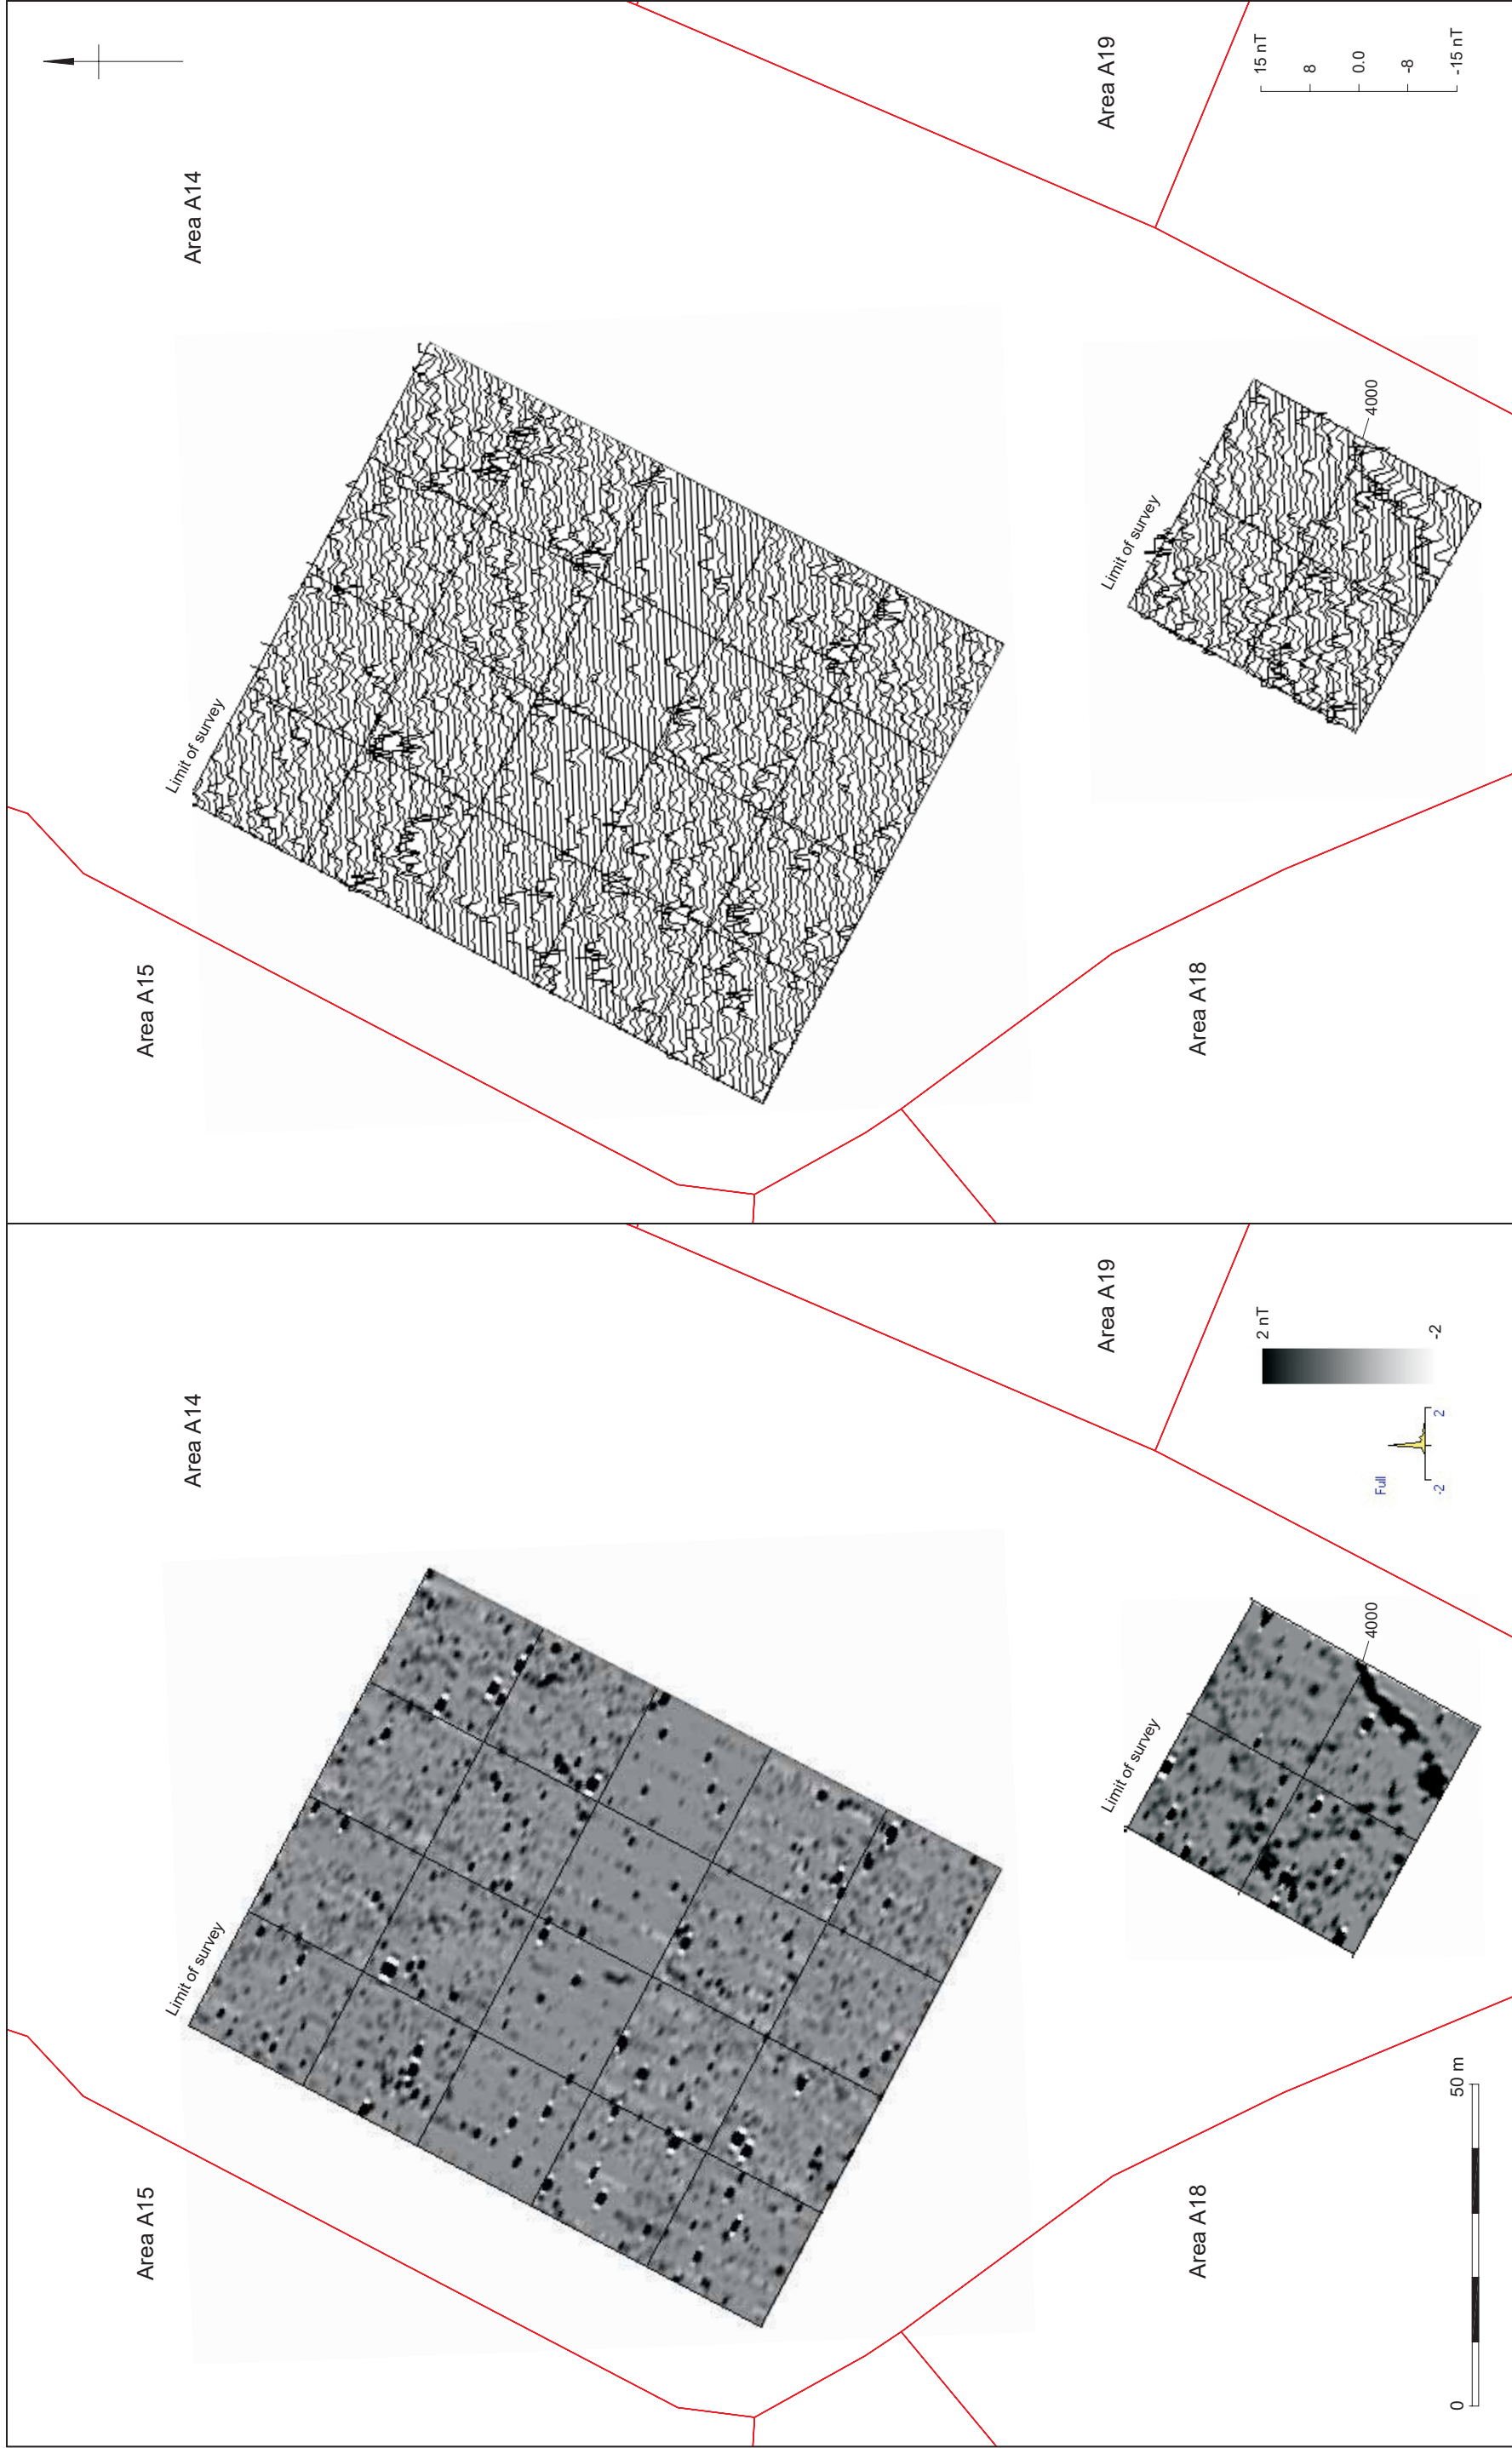 Area A14
Area A15
Area A19
Area A18
Limit of survey
Limit of survey
4000
15 nT
8
0.0
-8
-15 nT
Area A14
Area A15
Area A19
Area A18
Limit of survey
Limit of survey
4000
2 nT
-2
Full
-2
2
0
50 m